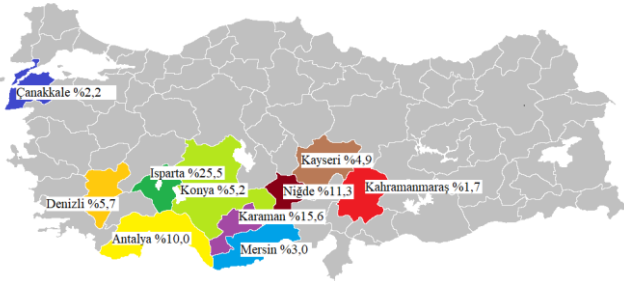 Çanakkale %2,2
Kayseri %4,9
Isparta %25,5
Konya %5,2
Niğde %11,3
Kahramanmaraş %1,7
Denizli %5,7
Karaman %15,6
Antalya %10,0
Mersin %3,0